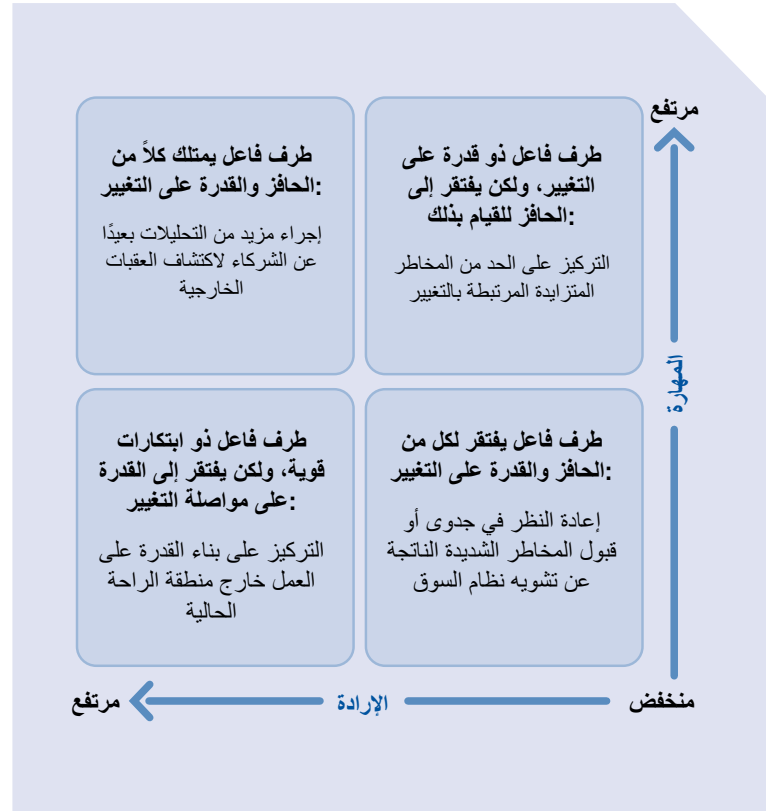 مرتفع
طرف فاعل ذو قدرة على
التغيير، ولكن يفتقر إلى
الحافز للقيام بذلك:
التركيز على الحد من المخاطر
المتزايدة المرتبطة بالتغيير
طرف فاعل يمتلك كلاً من
الحافز والقدرة على التغيير:
إجراء مزيد من التحليلات بعيدًا
عن الشركاء لاكتشاف العقبات
الخارجية
المهارة
طرف فاعل يفتقر لكل من
الحافز والقدرة على التغيير:
إعادة النظر في جدوى أو
قبول المخاطر الشديدة الناتجة
عن تشويه نظام السوق
طرف فاعل ذو ابتكارات
قوية، ولكن يفتقر إلى القدرة
على مواصلة التغيير:
التركيز على بناء القدرة على
العمل خارج منطقة الراحة
الحالية
منخفض
الإرادة
مرتفع